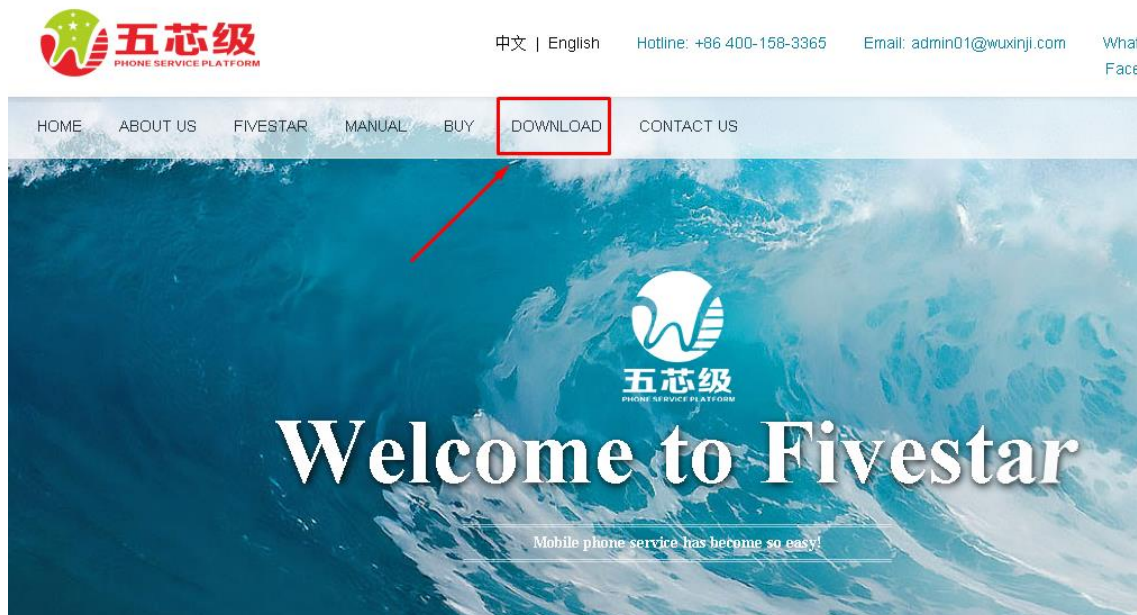 五芯级
PHONE SERVICE PLATFORM
中文 | English
Hotline: +86 400-158-3365
Email: admin01@wuxinji.com
What
Face
HOME ABOUT US FIVESTAR MANUAL BUY DOWNLOAD CONTACT US
五芯级
PHONE SERVICE PLATFORM
Welcome to Fivestar
Mobile phone service has become so easy!